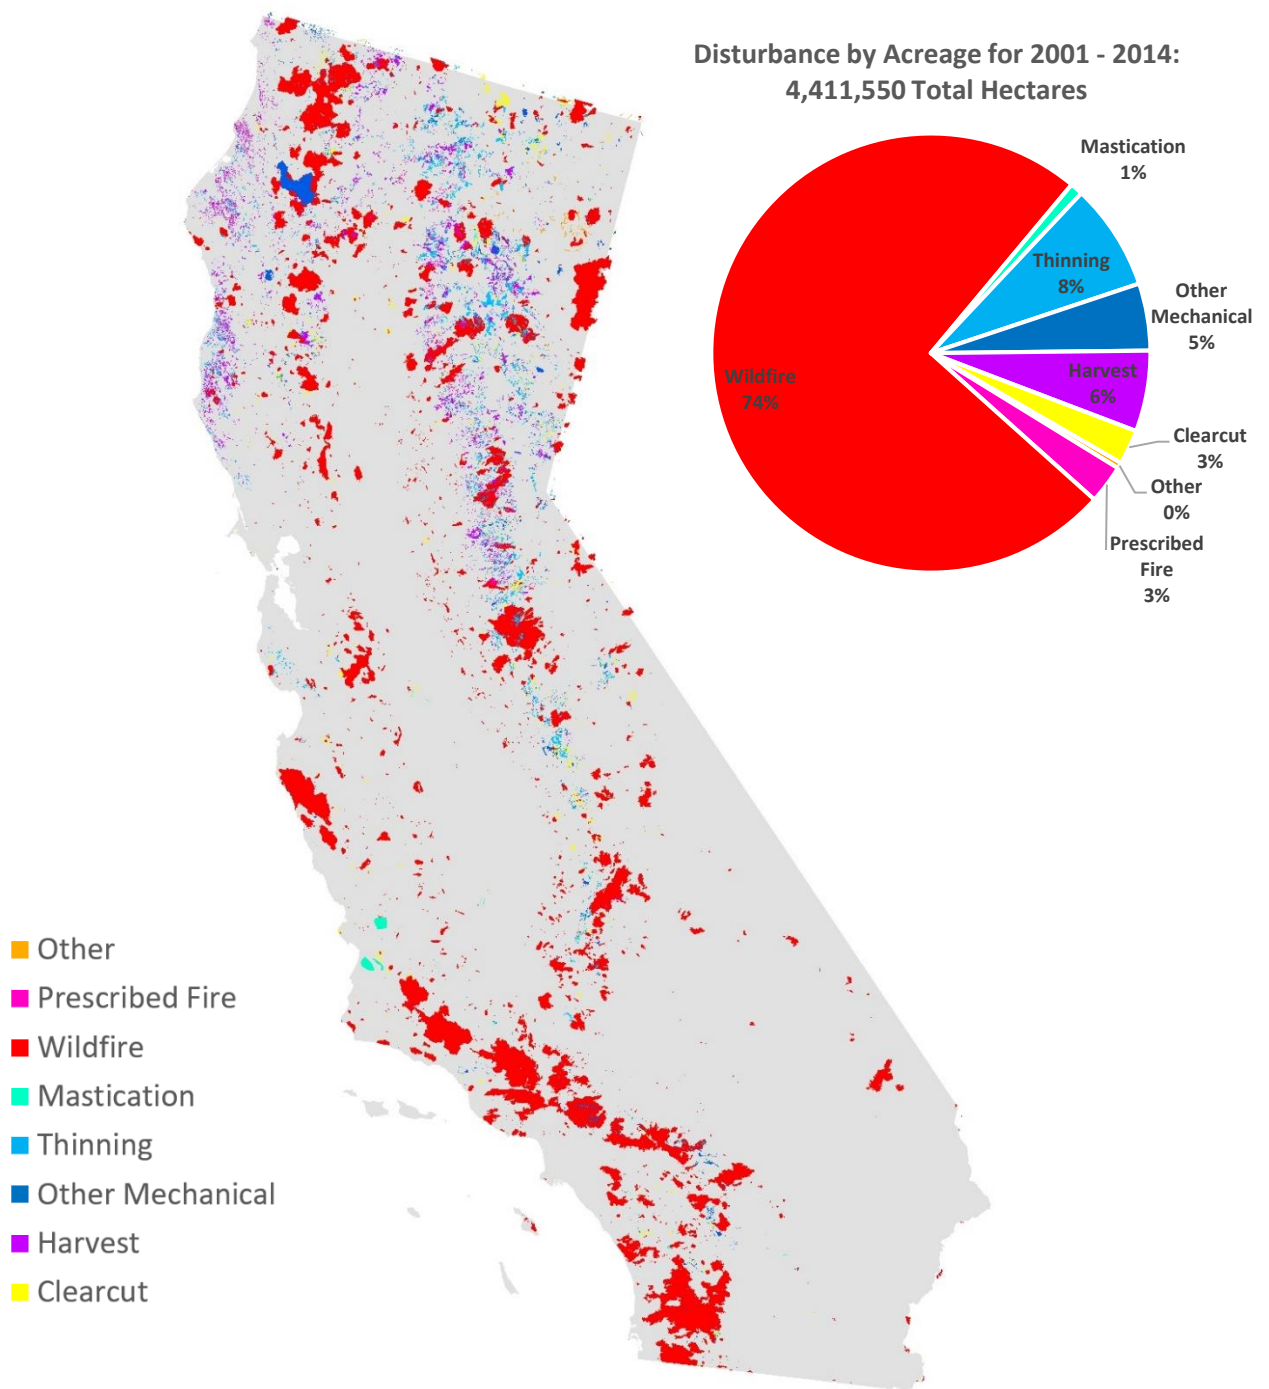 Disturbance by Acreage for 2001 - 2014:
4,411,550 Total Hectares
Mastication
1%
Thinning
8%
Other
Mechanical
5%
Wildfire
74%
Harvest
6%
Clearcut
3%
Other
0%
Prescribed
Fire
3%
Other
Prescribed Fire
Wildfire
Mastication
Thinning
Other Mechanical
Harvest
Clearcut